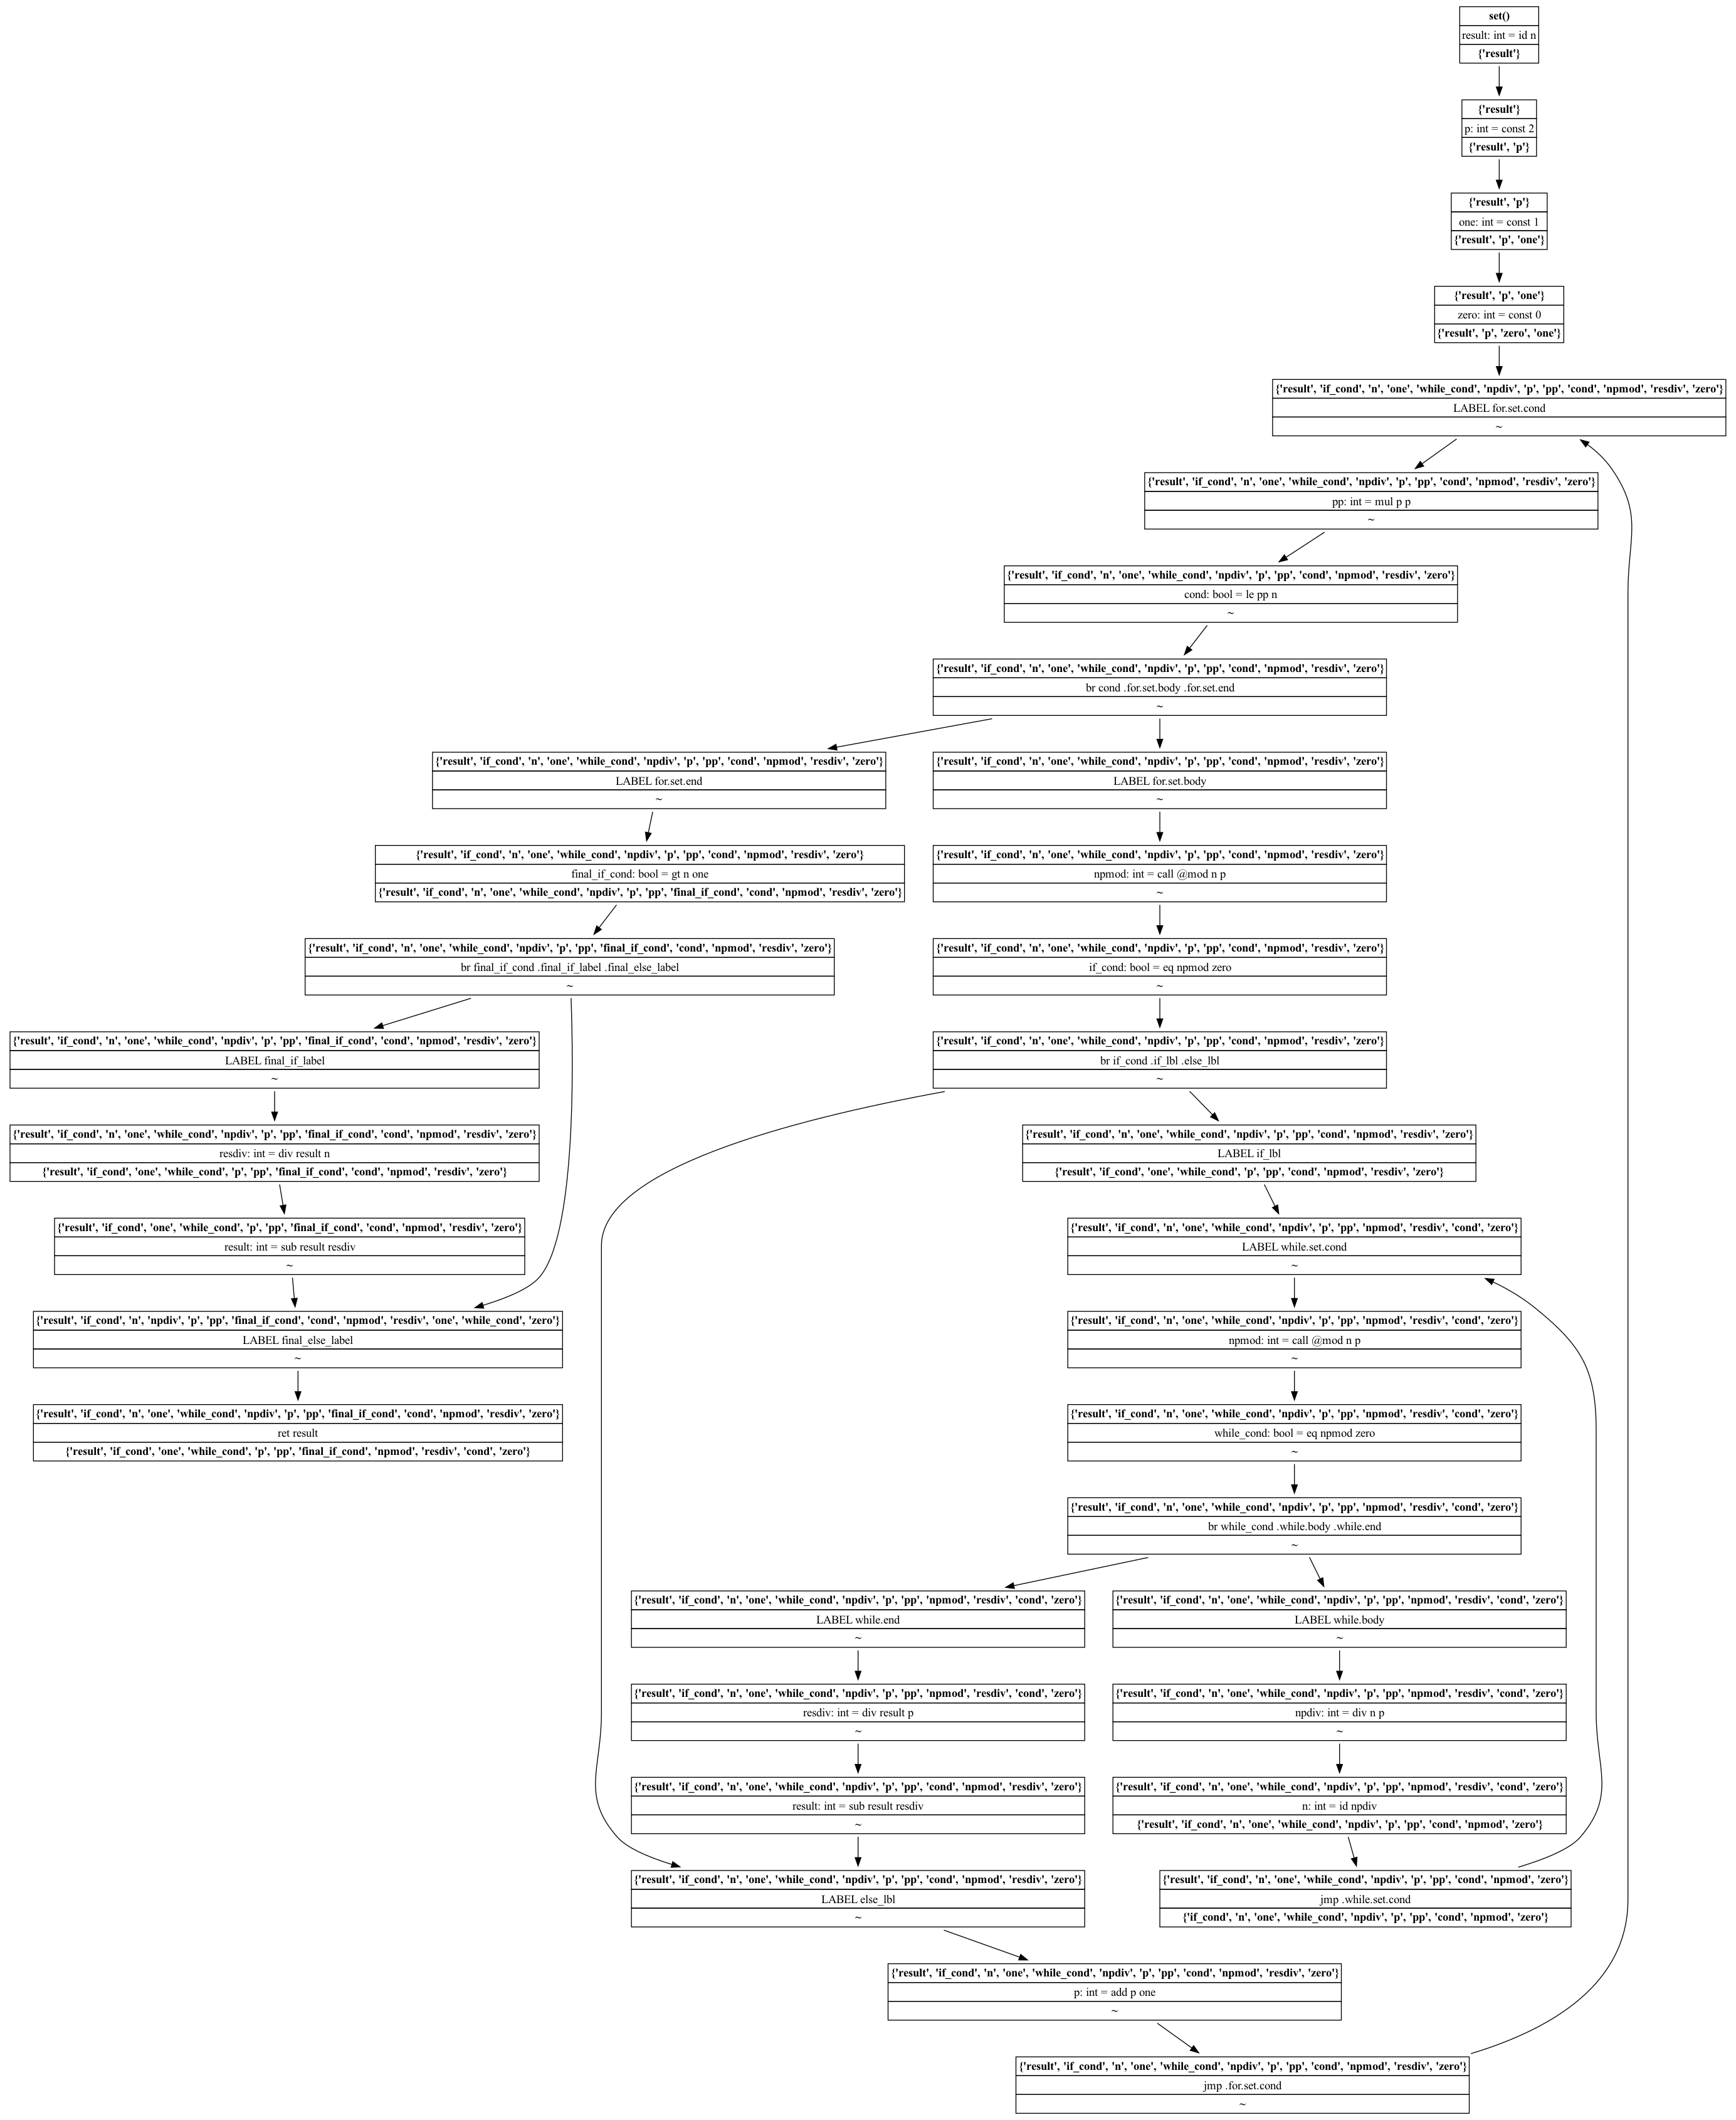 set()
result: int = id n
{'result'}
{'result'}
p: int = const 2
{'result', 'p'}
{'result', 'p'}
one: int = const 1
{'result', 'p', 'one'}
{'result', 'p', 'one'}
zero: int = const 0
{'result', 'p', 'zero', 'one'}
{'result', 'if_cond', 'n', 'one', 'while_cond', 'npdiv', 'p', 'pp', 'cond', 'npmod', 'resdiv', 'zero'}
LABEL for.set.cond
~
{'result', 'if_cond', 'n', 'one', 'while_cond', 'npdiv', 'p', 'pp', 'cond', 'npmod', 'resdiv', 'zero'}
pp: int = mul p p
~
{'result', 'if_cond', 'n', 'one', 'while_cond', 'npdiv', 'p', 'pp', 'cond', 'npmod', 'resdiv', 'zero'}
cond: bool = le pp n
~
{'result', 'if_cond', 'n', 'one', 'while_cond', 'npdiv', 'p', 'pp', 'cond', 'npmod', 'resdiv', 'zero'}
br cond .for.set.body .for.set.end
~
{'result', 'if_cond', 'n', 'one', 'while_cond', 'npdiv', 'p', 'pp', 'cond', 'npmod', 'resdiv', 'zero'}
LABEL for.set.end
~
{'result', 'if_cond', 'n', 'one', 'while_cond', 'npdiv', 'p', 'pp', 'cond', 'npmod', 'resdiv', 'zero'}
final_if_cond: bool = gt n one
{'result', 'if_cond', 'n', 'one', 'while_cond', 'npdiv', 'p', 'pp', 'final_if_cond', 'cond', 'npmod', 'resdiv', 'zero'}
{'result', 'if_cond', 'n', 'one', 'while_cond', 'npdiv', 'p', 'pp', 'final_if_cond', 'cond', 'npmod', 'resdiv', 'zero'}
br final_if_cond .final_if_label .final_else_label
~
{'result', 'if_cond', 'n', 'one', 'while_cond', 'npdiv', 'p', 'pp', 'final_if_cond', 'cond', 'npmod', 'resdiv', 'zero'}
LABEL final_if_label
~
{'result', 'if_cond', 'n', 'one', 'while_cond', 'npdiv', 'p', 'pp', 'final_if_cond', 'cond', 'npmod', 'resdiv', 'zero'}
resdiv: int = div result n
{'result', 'if_cond', 'one', 'while_cond', 'p', 'pp', 'final_if_cond', 'cond', 'npmod', 'resdiv', 'zero'}
{'result', 'if_cond', 'one', 'while_cond', 'p', 'pp', 'final_if_cond', 'cond', 'npmod', 'resdiv', 'zero'}
result: int = sub result resdiv
~
{'result', 'if_cond', 'n', 'npdiv', 'p', 'pp', 'final_if_cond', 'cond', 'npmod', 'resdiv', 'one', 'while_cond', 'zero'}
LABEL final_else_label
~
{'result', 'if_cond', 'n', 'one', 'while_cond', 'npdiv', 'p', 'pp', 'final_if_cond', 'cond', 'npmod', 'resdiv', 'zero'}
ret result
{'result', 'if_cond', 'one', 'while_cond', 'p', 'pp', 'final_if_cond', 'npmod', 'resdiv', 'cond', 'zero'}
{'result', 'if_cond', 'n', 'one', 'while_cond', 'npdiv', 'p', 'pp', 'cond', 'npmod', 'resdiv', 'zero'}
LABEL for.set.body
~
{'result', 'if_cond', 'n', 'one', 'while_cond', 'npdiv', 'p', 'pp', 'cond', 'npmod', 'resdiv', 'zero'}
npmod: int = call @mod n p
~
{'result', 'if_cond', 'n', 'one', 'while_cond', 'npdiv', 'p', 'pp', 'cond', 'npmod', 'resdiv', 'zero'}
if_cond: bool = eq npmod zero
~
{'result', 'if_cond', 'n', 'one', 'while_cond', 'npdiv', 'p', 'pp', 'cond', 'npmod', 'resdiv', 'zero'}
br if_cond .if_lbl .else_lbl
~
{'result', 'if_cond', 'n', 'one', 'while_cond', 'npdiv', 'p', 'pp', 'cond', 'npmod', 'resdiv', 'zero'}
LABEL if_lbl
{'result', 'if_cond', 'one', 'while_cond', 'p', 'pp', 'cond', 'npmod', 'resdiv', 'zero'}
{'result', 'if_cond', 'n', 'one', 'while_cond', 'npdiv', 'p', 'pp', 'npmod', 'resdiv', 'cond', 'zero'}
LABEL while.set.cond
~
{'result', 'if_cond', 'n', 'one', 'while_cond', 'npdiv', 'p', 'pp', 'npmod', 'resdiv', 'cond', 'zero'}
npmod: int = call @mod n p
~
{'result', 'if_cond', 'n', 'one', 'while_cond', 'npdiv', 'p', 'pp', 'npmod', 'resdiv', 'cond', 'zero'}
while_cond: bool = eq npmod zero
~
{'result', 'if_cond', 'n', 'one', 'while_cond', 'npdiv', 'p', 'pp', 'npmod', 'resdiv', 'cond', 'zero'}
br while_cond .while.body .while.end
~
{'result', 'if_cond', 'n', 'one', 'while_cond', 'npdiv', 'p', 'pp', 'npmod', 'resdiv', 'cond', 'zero'}
LABEL while.end
~
{'result', 'if_cond', 'n', 'one', 'while_cond', 'npdiv', 'p', 'pp', 'npmod', 'resdiv', 'cond', 'zero'}
resdiv: int = div result p
~
{'result', 'if_cond', 'n', 'one', 'while_cond', 'npdiv', 'p', 'pp', 'cond', 'npmod', 'resdiv', 'zero'}
result: int = sub result resdiv
~
{'result', 'if_cond', 'n', 'one', 'while_cond', 'npdiv', 'p', 'pp', 'cond', 'npmod', 'resdiv', 'zero'}
LABEL else_lbl
~
{'result', 'if_cond', 'n', 'one', 'while_cond', 'npdiv', 'p', 'pp', 'npmod', 'resdiv', 'cond', 'zero'}
LABEL while.body
~
{'result', 'if_cond', 'n', 'one', 'while_cond', 'npdiv', 'p', 'pp', 'npmod', 'resdiv', 'cond', 'zero'}
npdiv: int = div n p
~
{'result', 'if_cond', 'n', 'one', 'while_cond', 'npdiv', 'p', 'pp', 'npmod', 'resdiv', 'cond', 'zero'}
n: int = id npdiv
{'result', 'if_cond', 'n', 'one', 'while_cond', 'npdiv', 'p', 'pp', 'cond', 'npmod', 'zero'}
{'result', 'if_cond', 'n', 'one', 'while_cond', 'npdiv', 'p', 'pp', 'cond', 'npmod', 'zero'}
jmp .while.set.cond
{'if_cond', 'n', 'one', 'while_cond', 'npdiv', 'p', 'pp', 'cond', 'npmod', 'zero'}
{'result', 'if_cond', 'n', 'one', 'while_cond', 'npdiv', 'p', 'pp', 'cond', 'npmod', 'resdiv', 'zero'}
p: int = add p one
~
{'result', 'if_cond', 'n', 'one', 'while_cond', 'npdiv', 'p', 'pp', 'cond', 'npmod', 'resdiv', 'zero'}
jmp .for.set.cond
~